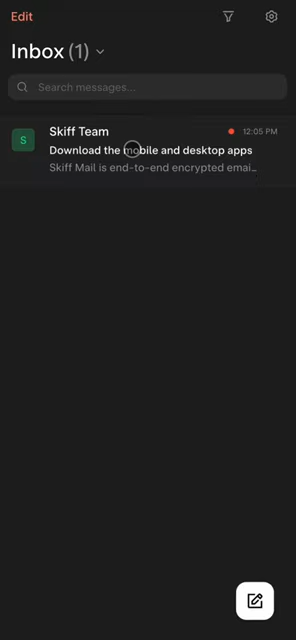 Edit
Inbox (1)
Search messages...
S
Skiff Team
12:05 PM
Download the mobile and desktop apps
Skiff Mail is end-to-end encrypted emai...